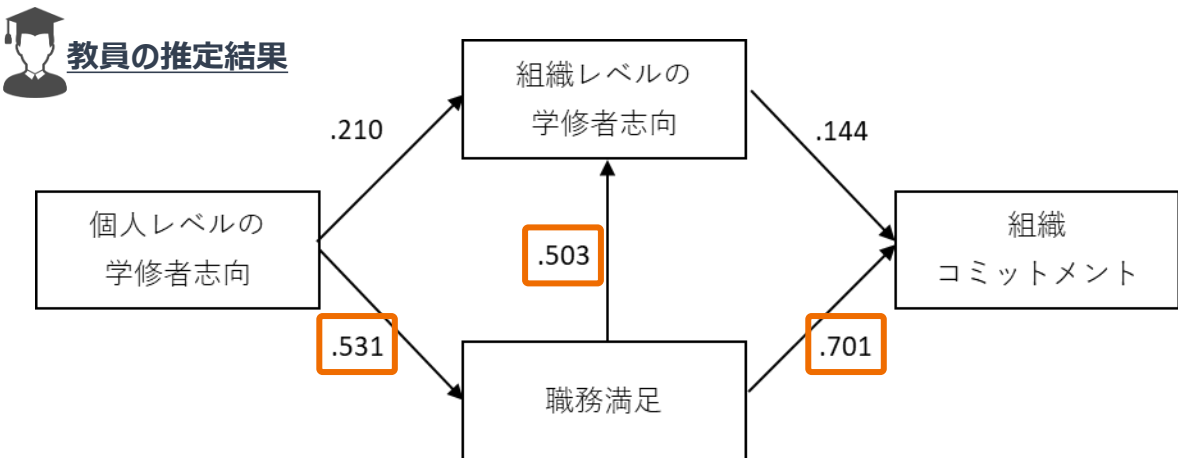 教員の推定結果
組織レベルの
学修者志向
.210
.144
個人レベルの
学修者志向
.503
組織
コミットメント
.531
.701
職務満足